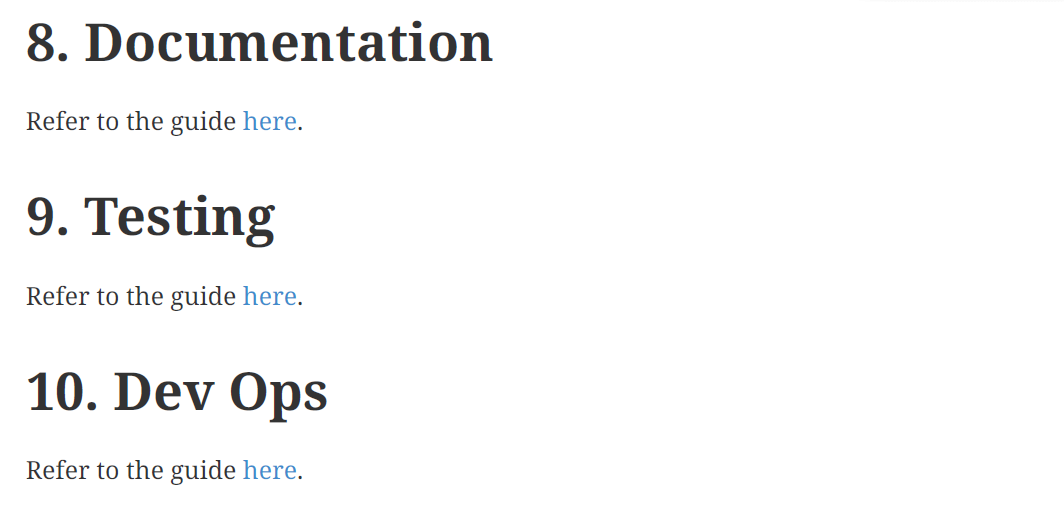 8. Documentation
Refer to the guide here.
9. Testing
Refer to the guide here.
10. Dev Ops
Refer to the guide here.